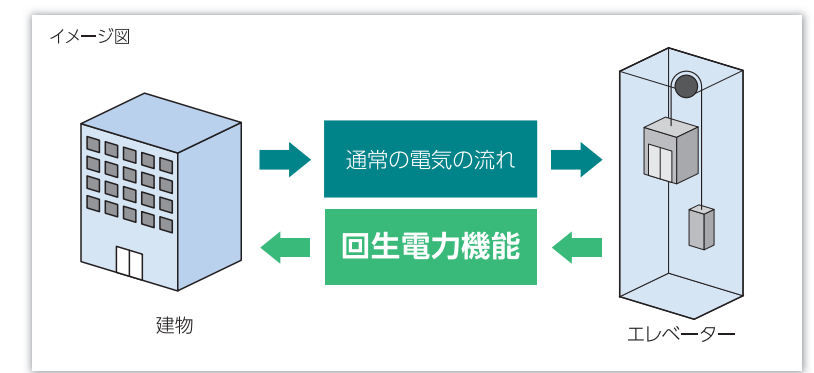 イメージ図
通常の電気の流れ
回生電力機能
建物
エレベーター